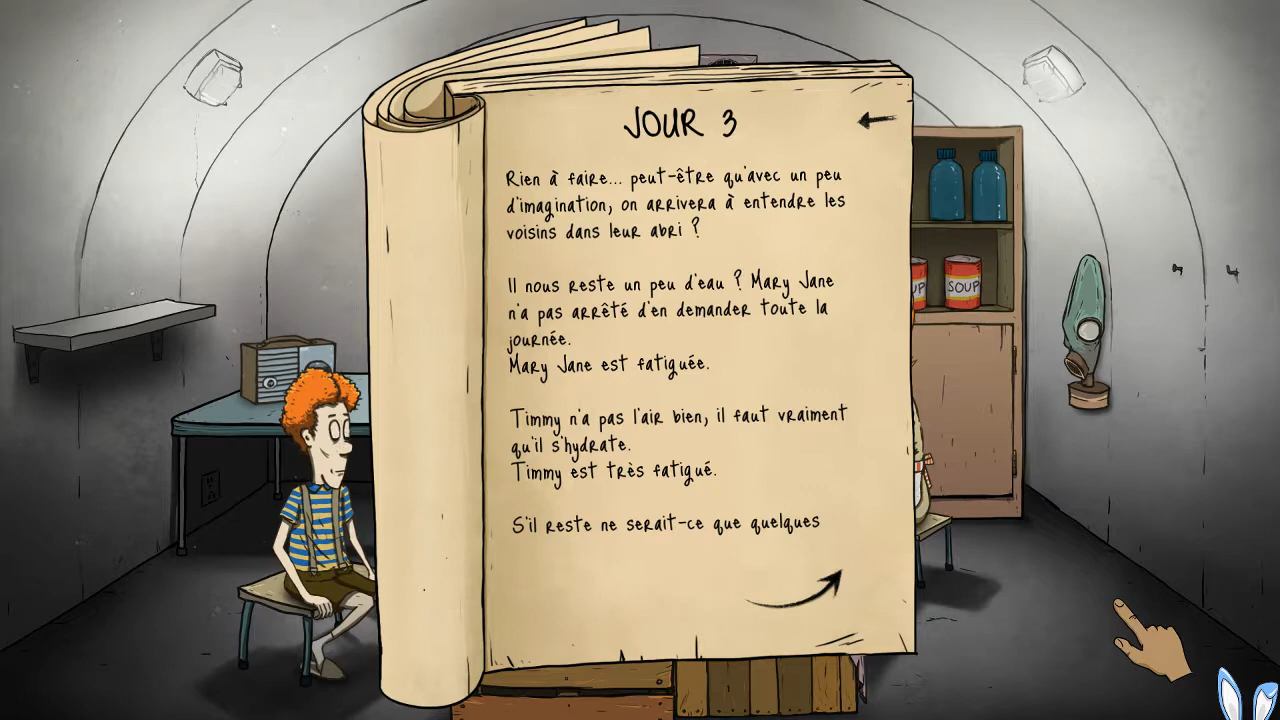 JOUR 3
Rien à faire... peut-être qu'avec un peu
d'imagination, on arrivera à entendre les
voisins dans leur abri ?
Il nous reste un peu d'eau ? Mary Jane
n'a pas arrêté d'en demander toute la
journée.
Mary Jane est fatiguée.
Timmy n'a pas l'air bien, il faut vraiment
qu'il s'hydrate.
Timmy est très fatigué.
S'il reste ne serait-ce que quelques
UP
SOUP